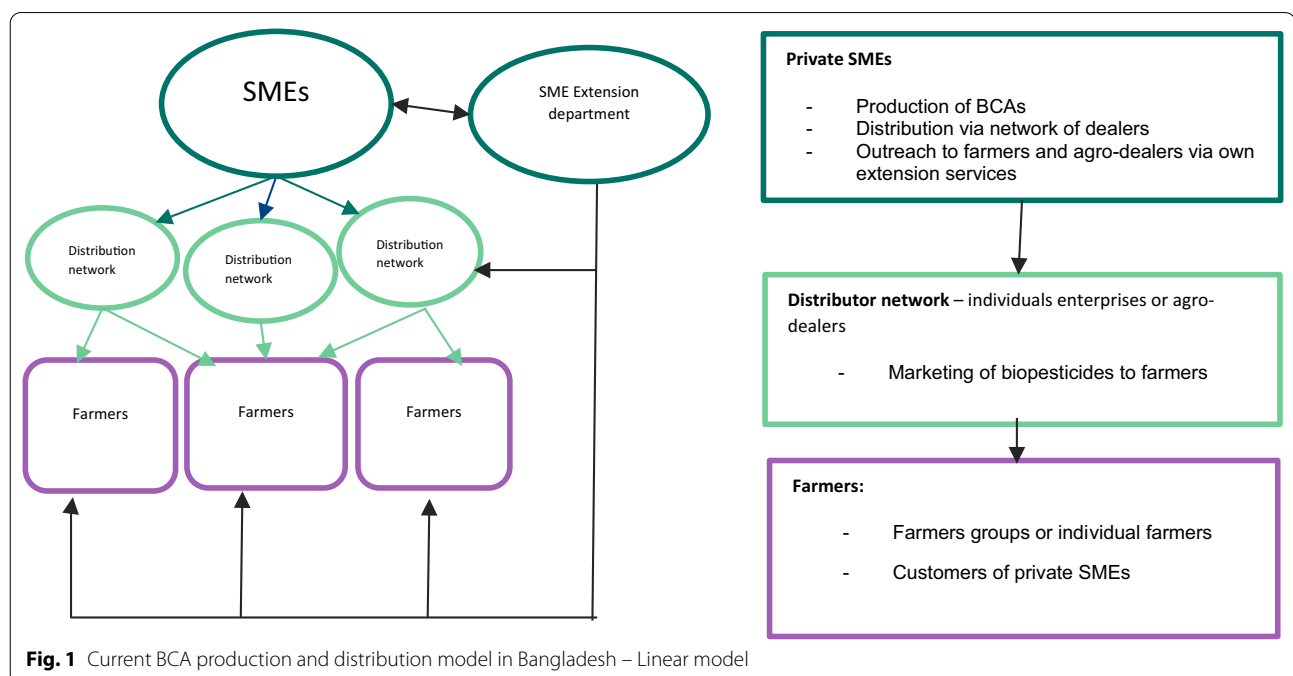 SMEs
SME Extension
department
Distribution
network
Distribution
network
Distribution
network
Farmers
Farmers
Farmers
Private SMEs
- Production of BCAs
- Distribution via network of dealers
- Outreach to farmers and agro-dealers via own
extension services
Distributor network – individuals enterprises or agro-
dealers
- Marketing of biopesticides to farmers
Farmers:
- Farmers groups or individual farmers
- Customers of private SMEs
Fig. 1 Current BCA production and distribution model in Bangladesh – Linear model